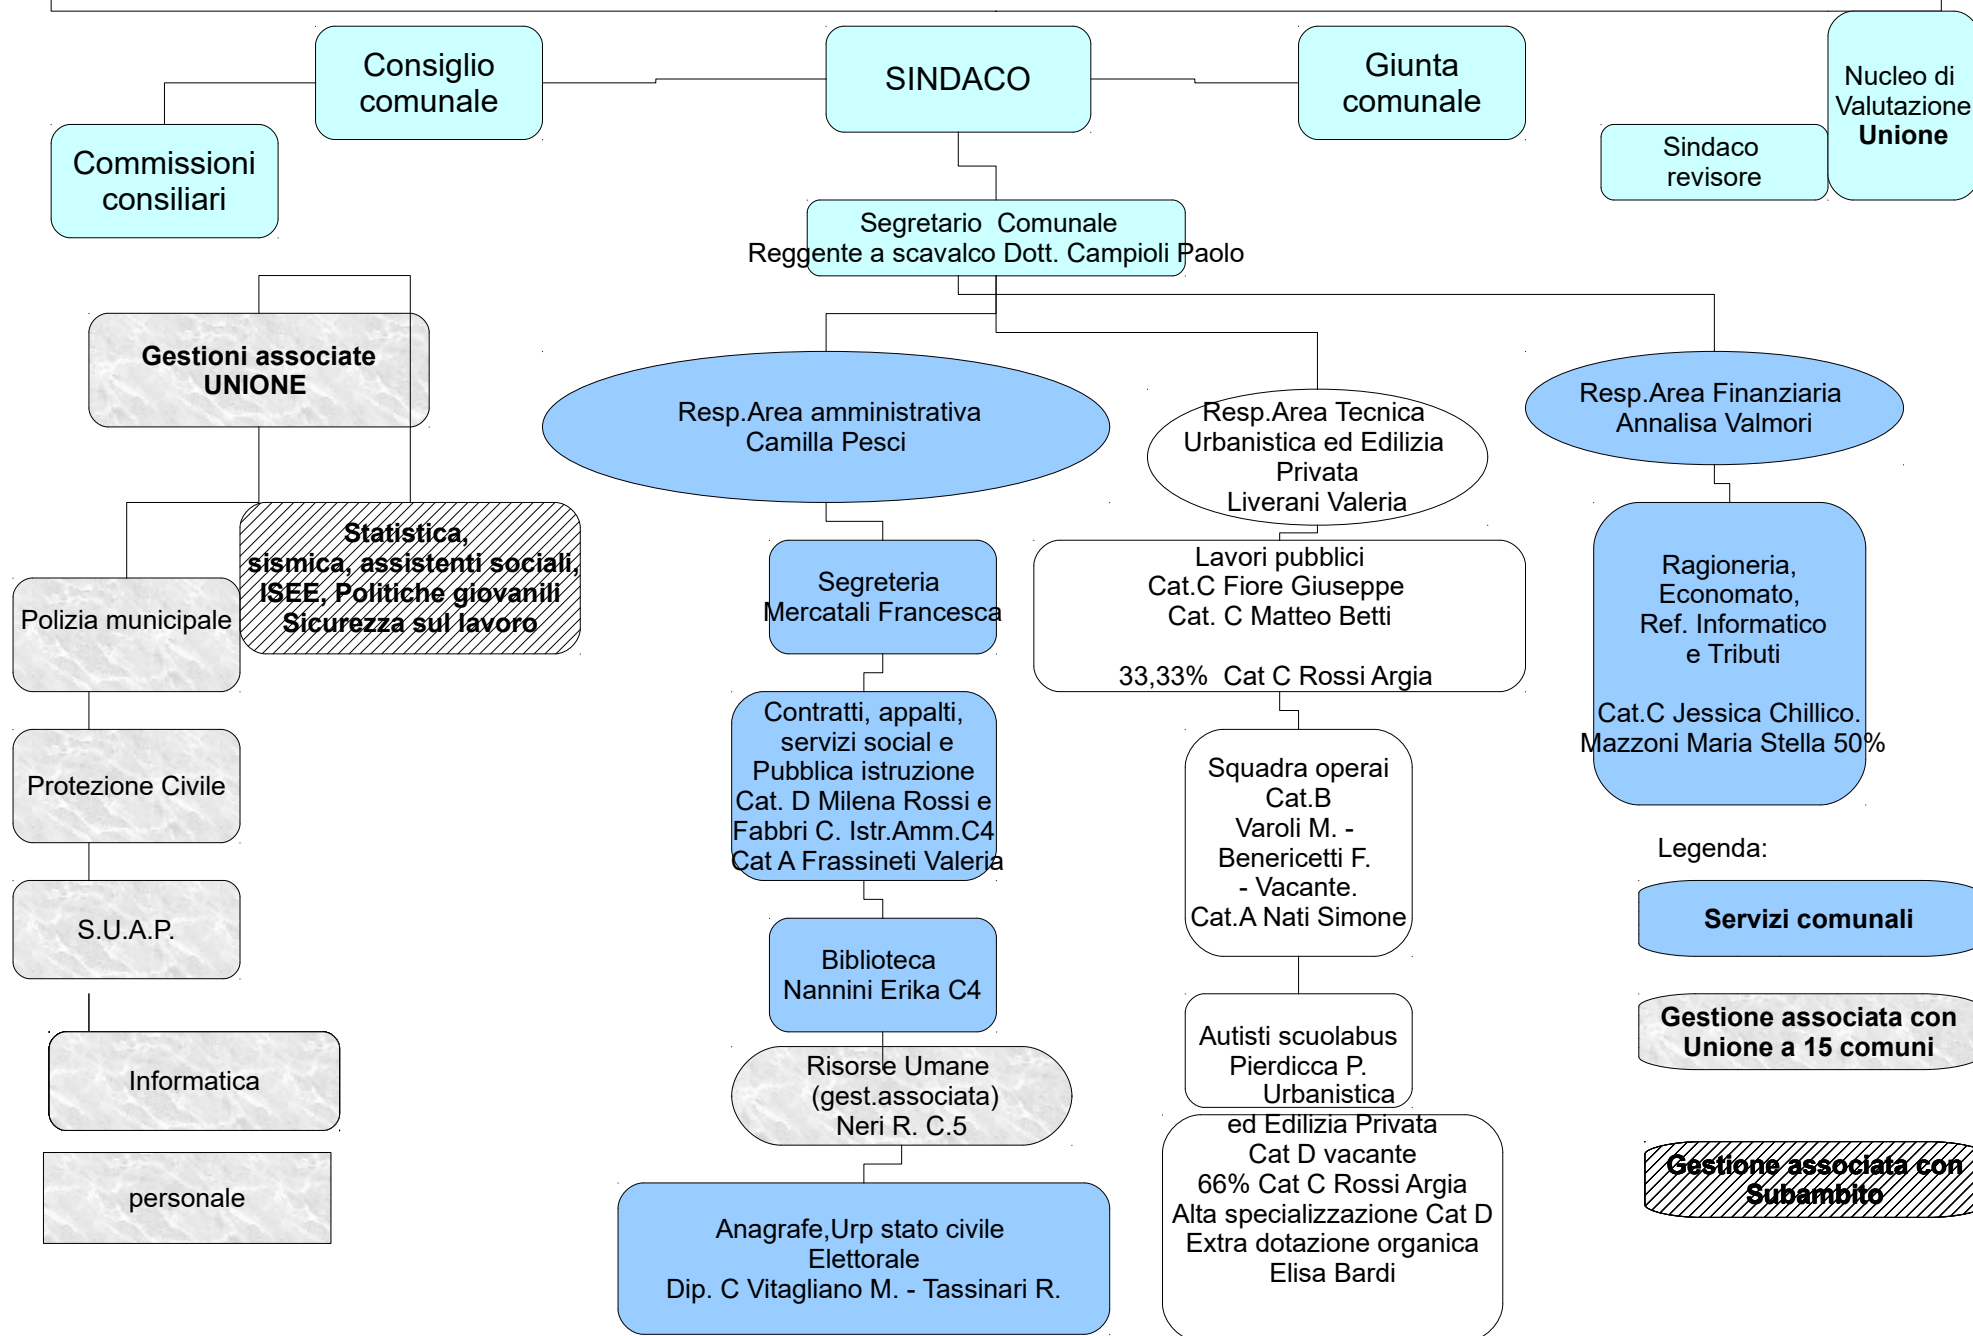 Consiglio
comunale
SINDACO
Giunta
comunale
Nucleo di
Valutazione
Unione
Commissioni
consiliari
Sindaco
revisore
Segretario Comunale
Reggente a scavalco Dott. Campioli Paolo
Gestioni associate
UNIONE
Statistica,
sismica, assistenti sociali,
ISEE, Politiche giovanili
Sicurezza sul lavoro
Polizia municipale
Protezione Civile
S.U.A.P.
Informatica
personale
Resp.Area amministrativa
Camilla Pesci
Segreteria
Mercatali Francesca
Contratti, appalti,
servizi social e
Pubblica istruzione
Cat. D Milena Rossi e
Fabbri C. Istr.Amm.C4
Cat A Frassineti Valeria
Biblioteca
Nannini Erika C4
Risorse Umane
(gest.associata)
Neri R. C.5
Anagrafe,Urp stato civile
Elettorale
Dip. C Vitagliano M. - Tassinari R.
Resp.Area Tecnica
Urbanistica ed Edilizia
Privata
Liverani Valeria
Lavori pubblici
Cat.C Fiore Giuseppe
Cat. C Matteo Betti
33,33% Cat C Rossi Argia
Squadra operai
Cat.B
Varoli M. -
Benericetti F.
- Vacante.
Cat.A Nati Simone
Autisti scuolabus
Pierdicca P.
Urbanistica
ed Edilizia Privata
Cat D vacante
66% Cat C Rossi Argia
Alta specializzazione Cat D
Extra dotazione organica
Elisa Bardi
Resp.Area Finanziaria
Annalisa Valmori
Ragioneria,
Economato,
Ref. Informatico
e Tributi
Cat.C Jessica Chillico.
Mazzoni Maria Stella 50%
Legenda:
Servizi comunali
Gestione associata con
Unione a 15 comuni
Gestione associata con
Subambito